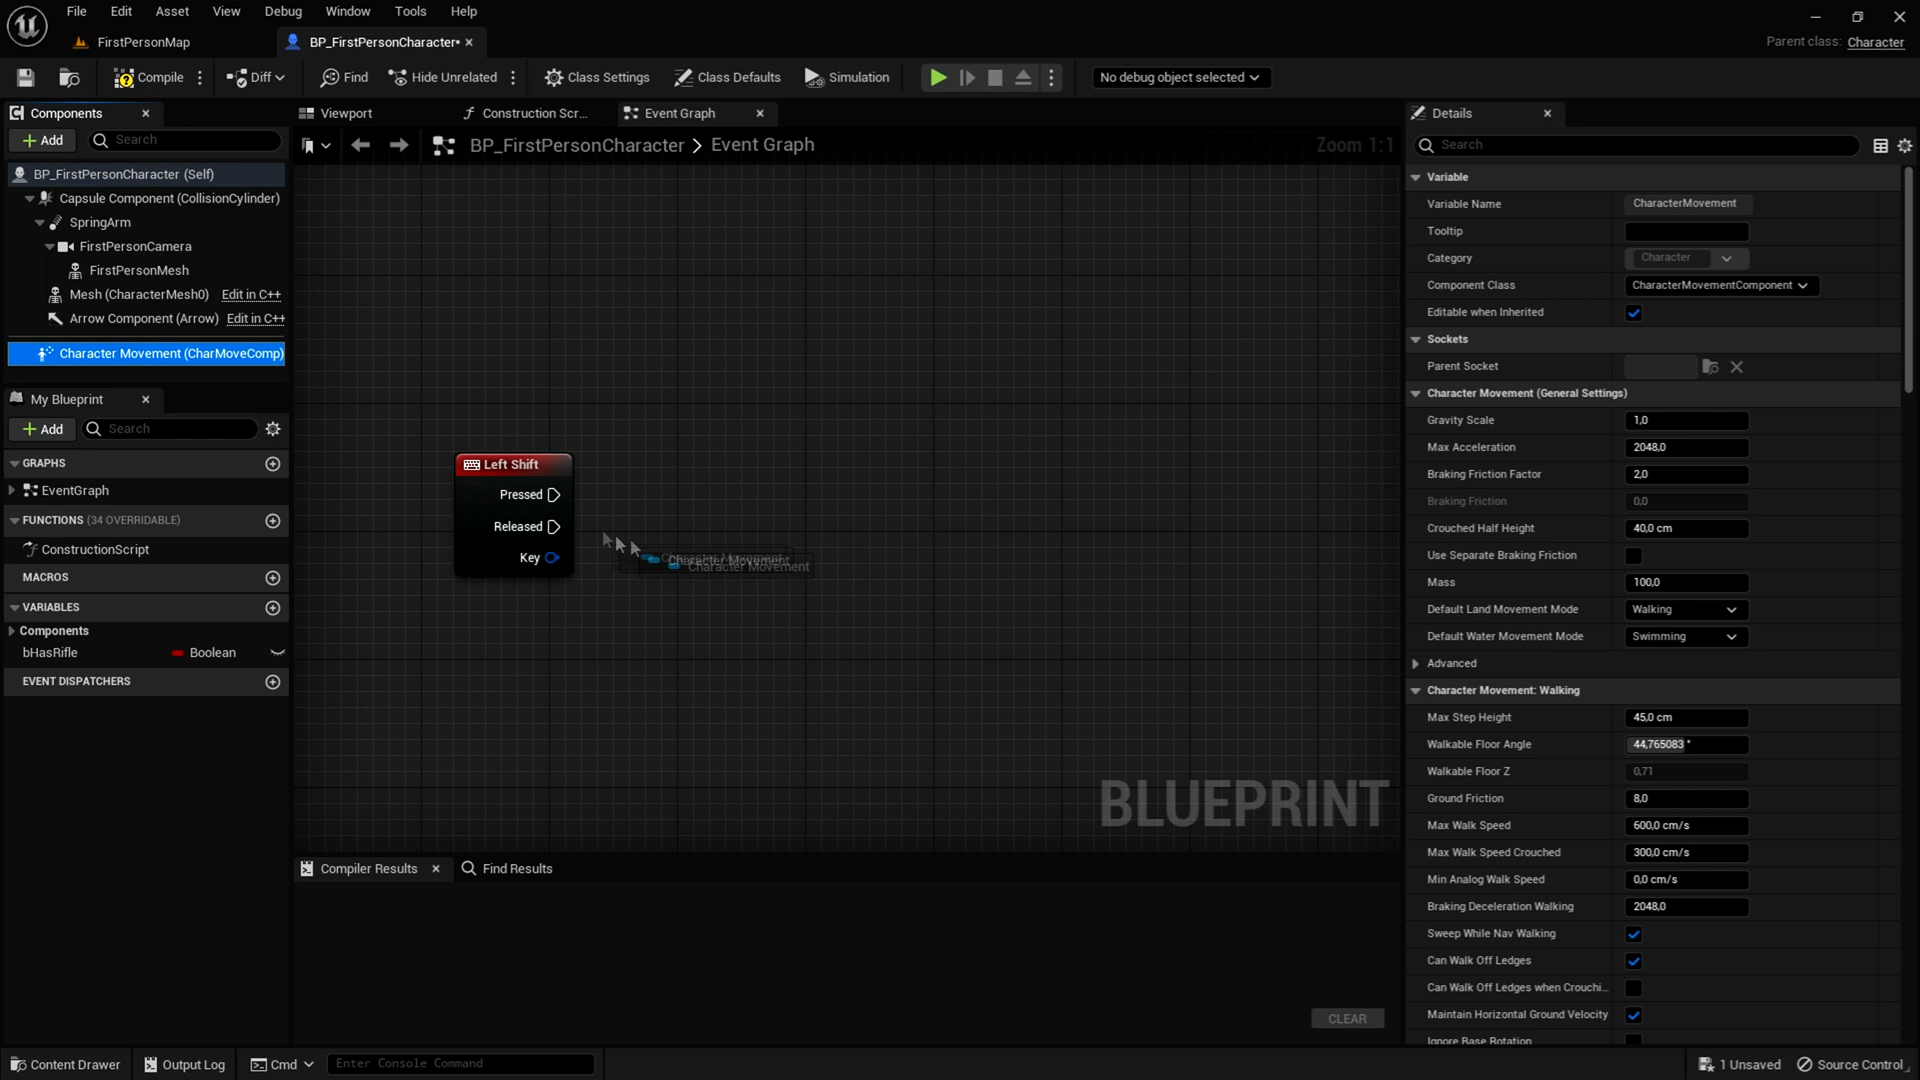 File Edit Asset View Debug Window Tools Help
FirstPersonMap
BP_FirstPersonCharacter*
Parent class: Character
Compile
Diff
Find
Hide Unrelated
Class Settings
Class Defaults
Simulation
No debug object selected
Components
Viewport
Construction Scr...
Event Graph
Details
Add
Search
BP_FirstPersonCharacter > Event Graph
Zoom 1:1
Search
BP_FirstPersonCharacter (Self)
Capsule Component (CollisionCylinder)
SpringArm
FirstPersonCamera
FirstPersonMesh
Mesh (CharacterMesh0) Edit in C++
Arrow Component (Arrow) Edit in C++
Character Movement (CharMoveComp)
My Blueprint
Add
Search
GRAPHS
EventGraph
FUNCTIONS (34 OVERRIDABLE)
ConstructionScript
MACROS
VARIABLES
Components
bHasRifle Boolean
EVENT DISPATCHERS
Left Shift
Pressed
Released
Key
Character Movement
Character Movement
Character Movement
BLUEPRINT
Compiler Results
Find Results
CLEAR
Variable
Variable Name CharacterMovement
Tooltip
Category Character
Component Class CharacterMovementComponent
Editable when Inherited
Sockets
Parent Socket
Character Movement (General Settings)
Gravity Scale 1,0
Max Acceleration 2048,0
Braking Friction Factor 2,0
Braking Friction 0,0
Crouched Half Height 40,0 cm
Use Separate Braking Friction
Mass 100,0
Default Land Movement Mode Walking
Default Water Movement Mode Swimming
Advanced
Character Movement: Walking
Max Step Height 45,0 cm
Walkable Floor Angle 44,765083 °
Walkable Floor Z 0,71
Ground Friction 8,0
Max Walk Speed 600,0 cm/s
Max Walk Speed Crouched 300,0 cm/s
Min Analog Walk Speed 0,0 cm/s
Braking Deceleration Walking 2048,0
Sweep While Nav Walking
Can Walk Off Ledges
Can Walk Off Ledges when Crouchi...
Maintain Horizontal Ground Velocity
Ignore Base Rotation
Content Drawer
Output Log
Cmd
Enter Console Command
1 Unsaved
Source Control